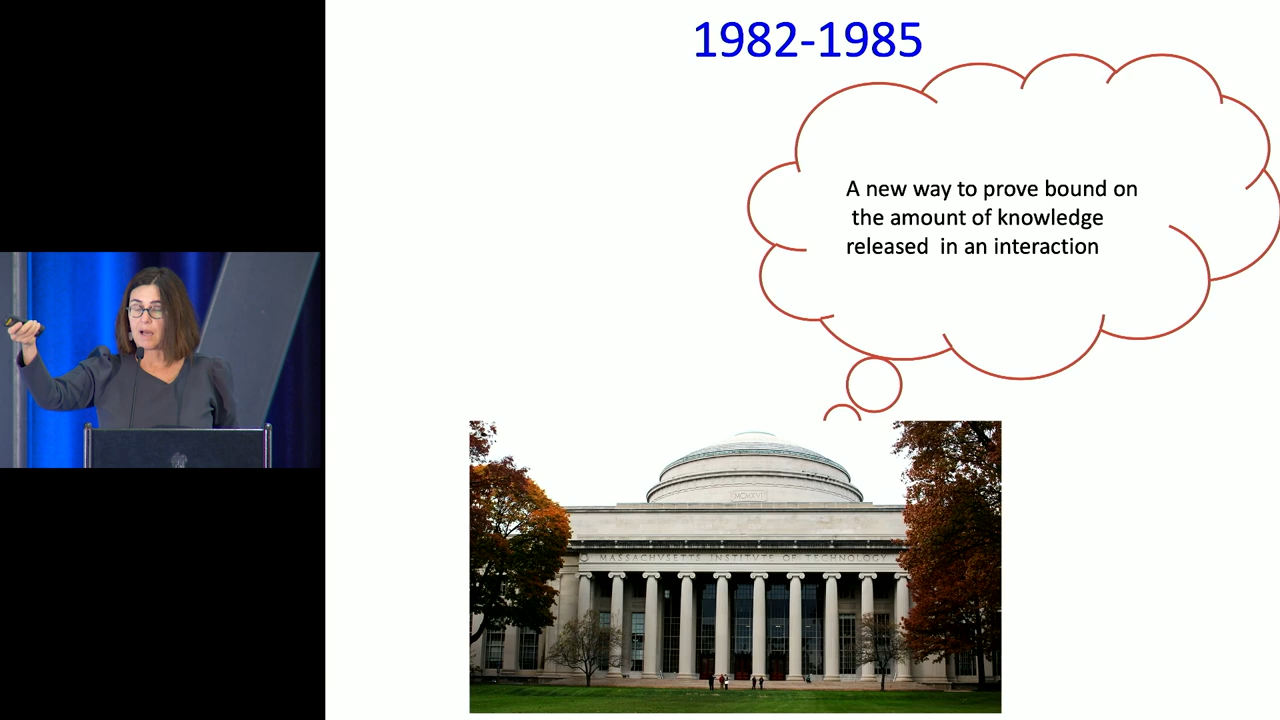 1982-1985
A new way to prove bound on
the amount of knowledge
released in an interaction
MCMXVI
MASSACHVSETTS INSTITVTE OF TECHNOLOGY